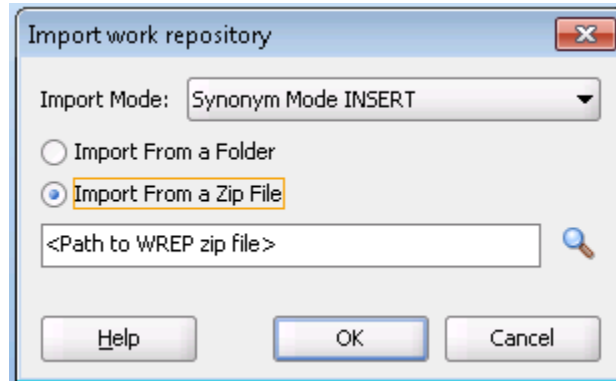 Import work repository
Import Mode: Synonym Mode INSERT
Import From a Folder
Import From a Zip File
<Path to WREP zip file>
Help OK Cancel